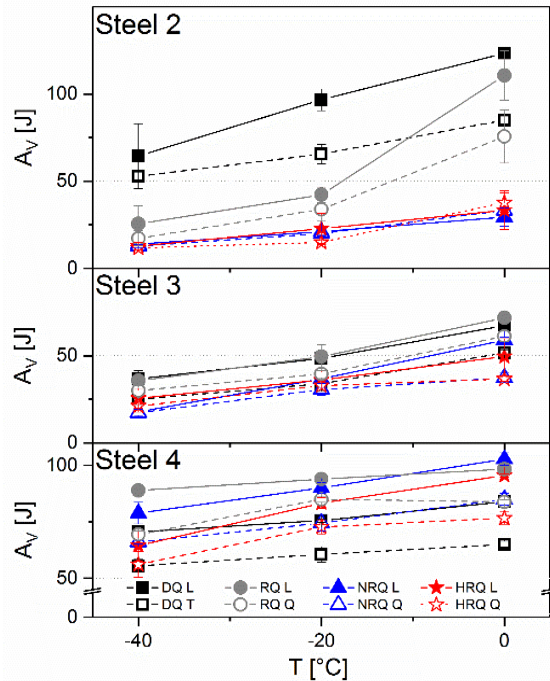 Steel 2
100
50
0
A_V [J]
Steel 3
50
0
A_V [J]
Steel 4
100
50
0
A_V [J]
DQ L RQ L NRQ L HRQ L
DQ T RQ Q NRQ Q HRQ Q
-40 -20 0
T [°C]